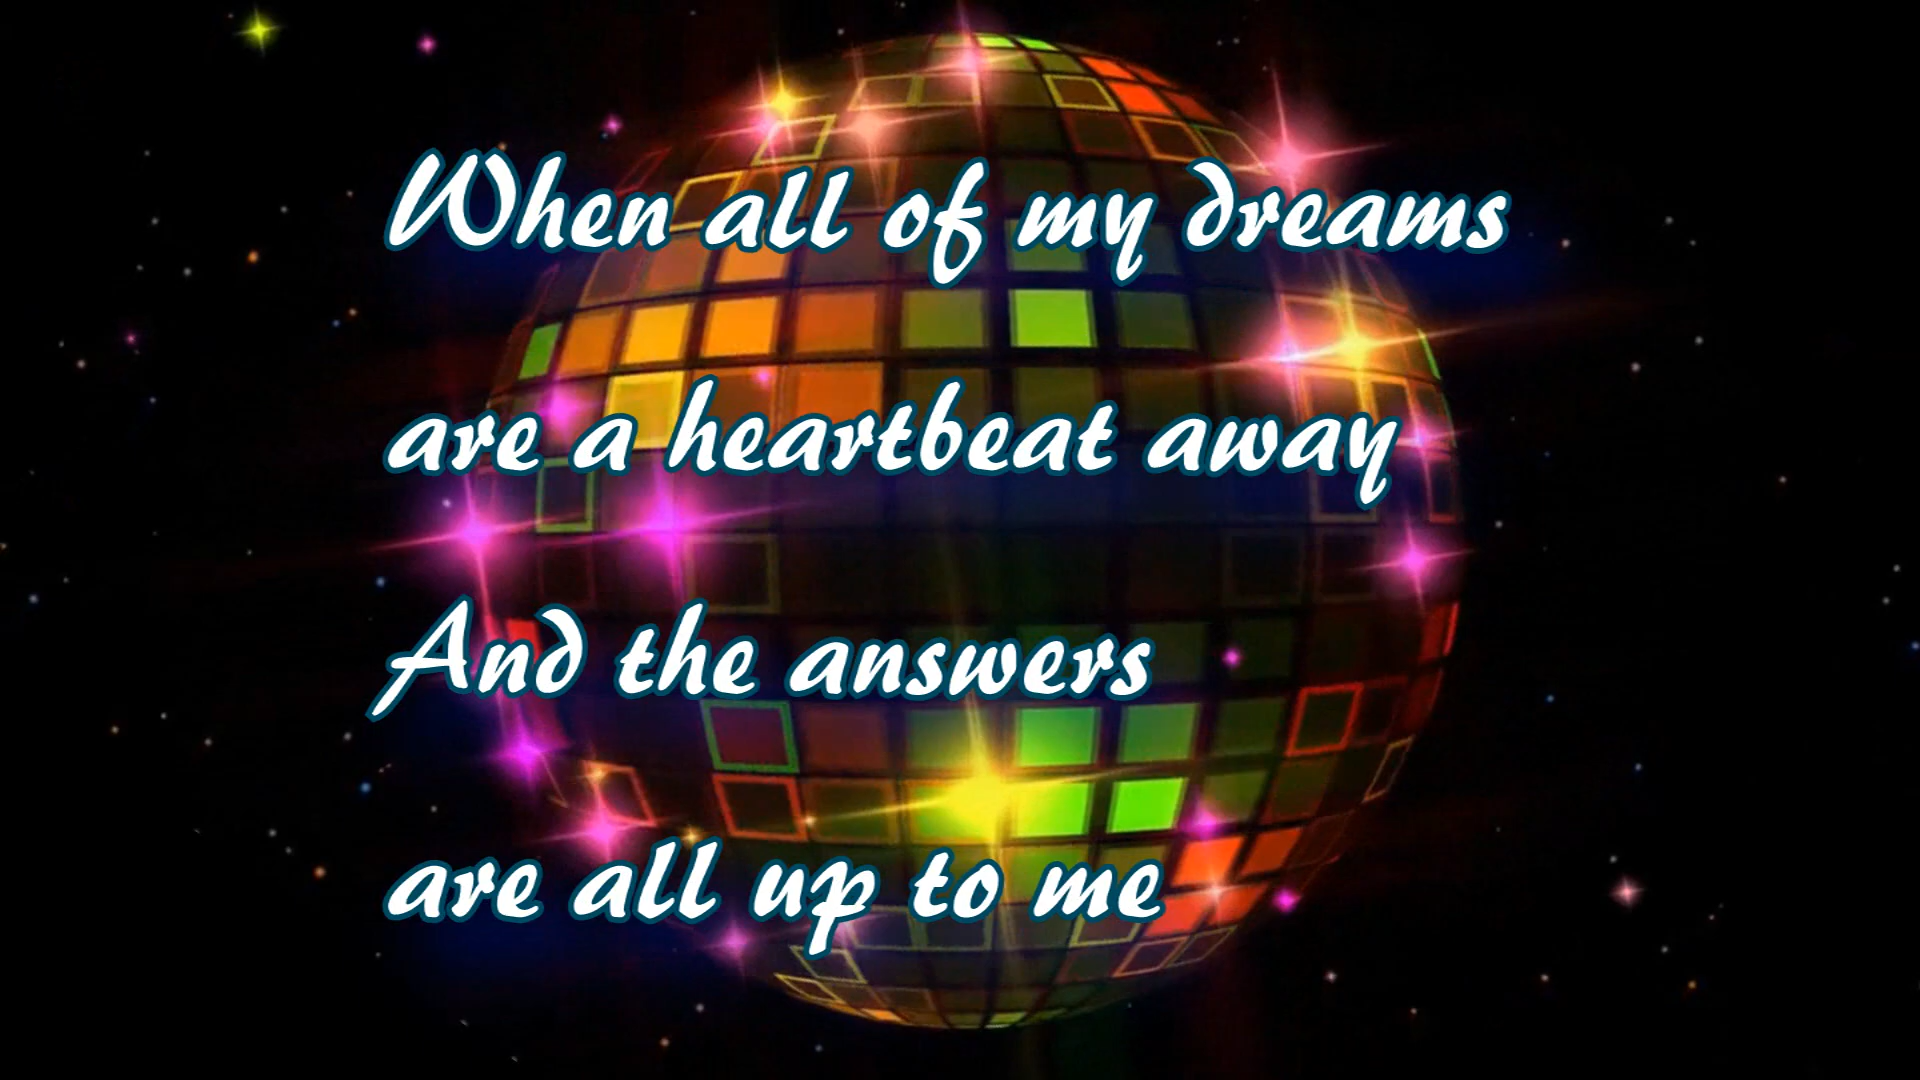 When all of my dreams
are a heartbeat away
And the answers
are all up to me